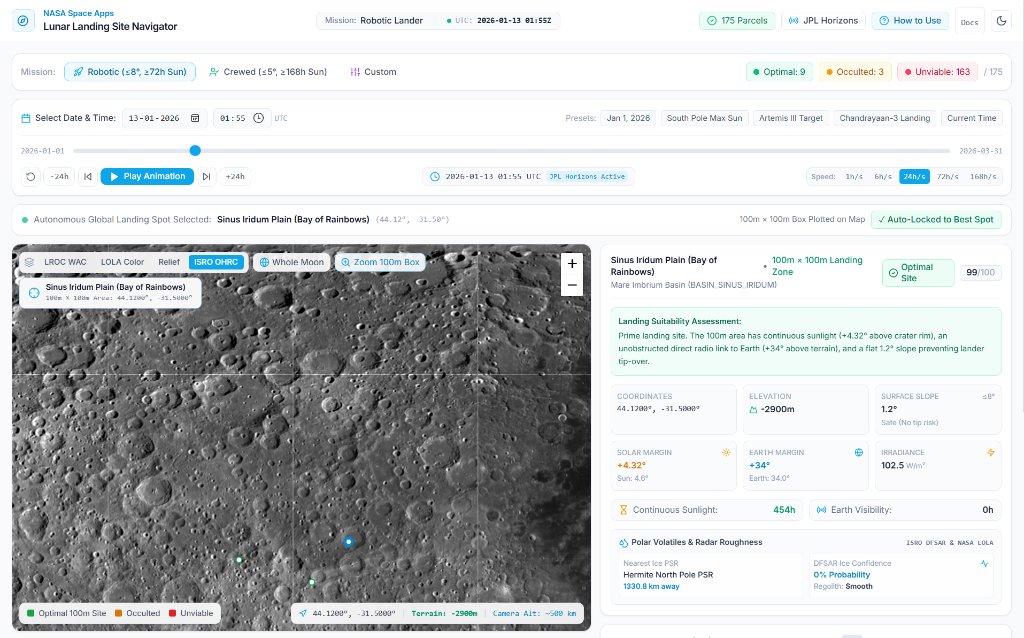 NASA Space Apps
Lunar Landing Site Navigator
Mission: Robotic Lander
UTC: 2026-01-13 01:55Z
175 Parcels
JPL Horizons
How to Use
Docs
Mission:
Robotic (≤8°, ≥72h Sun)
Crewed (≤5°, ≥168h Sun)
Custom
Optimal: 9
Occulted: 3
Unviable: 163
/ 175
Select Date & Time:
13-01-2026
01:55
UTC
Presets:
Jan 1, 2026
South Pole Max Sun
Artemis III Target
Chandrayaan-3 Landing
Current Time
2026-01-01
2026-03-31
-24h
Play Animation
+24h
2026-01-13 01:55 UTC
JPL Horizons Active
Speed:
1h/s
6h/s
24h/s
72h/s
168h/s
Autonomous Global Landing Spot Selected: Sinus Iridum Plain (Bay of Rainbows) (44.12°, -31.50°)
100m × 100m Box Plotted on Map
✓ Auto-Locked to Best Spot
LROC WAC
LOLA Color
Relief
ISRO OHRC
Whole Moon
Zoom 100m Box
+
−
Sinus Iridum Plain (Bay of Rainbows)
100m × 100m Area: 44.1200°, -31.5000°
Optimal 100m Site
Occulted
Unviable
44.1200°, -31.5000°
Terrain: -2900m
Camera Alt: ~500 km
Sinus Iridum Plain (Bay of Rainbows)
• 100m × 100m Landing Zone
Mare Imbrium Basin (BASIN_SINUS_IRIDUM)
Optimal Site
99/100
Landing Suitability Assessment:
Prime landing site. The 100m area has continuous sunlight (+4.32° above crater rim), an
unobstructed direct radio link to Earth (+34° above terrain), and a flat 1.2° slope preventing lander
tip-over.
COORDINATES
44.1200°, -31.5000°
ELEVATION
-2900m
SURFACE SLOPE
≤8°
1.2°
Safe (No tip risk)
SOLAR MARGIN
+4.32°
Sun: 4.6°
EARTH MARGIN
+34°
Earth: 34.0°
IRRADIANCE
102.5 W/m²
Continuous Sunlight: 454h
Earth Visibility: 0h
Polar Volatiles & Radar Roughness
ISRO DFSAR & NASA LOLA
Nearest Ice PSR
Hermite North Pole PSR
1330.8 km away
DFSAR Ice Confidence
0% Probability
Regolith: Smooth